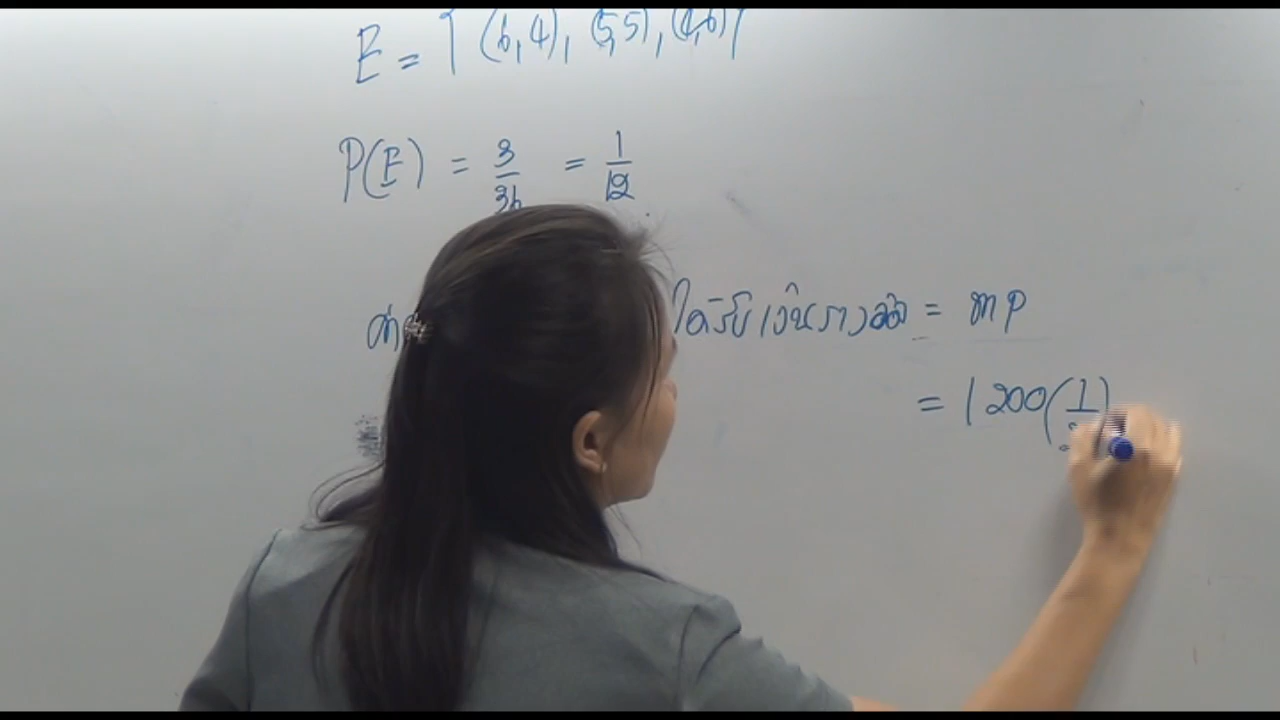 E = { (6,4), (5,5), (4,6) }
P(E) = 3/36 = 1/12
ได้รับเงินรางวัล = mp
= 1200(1